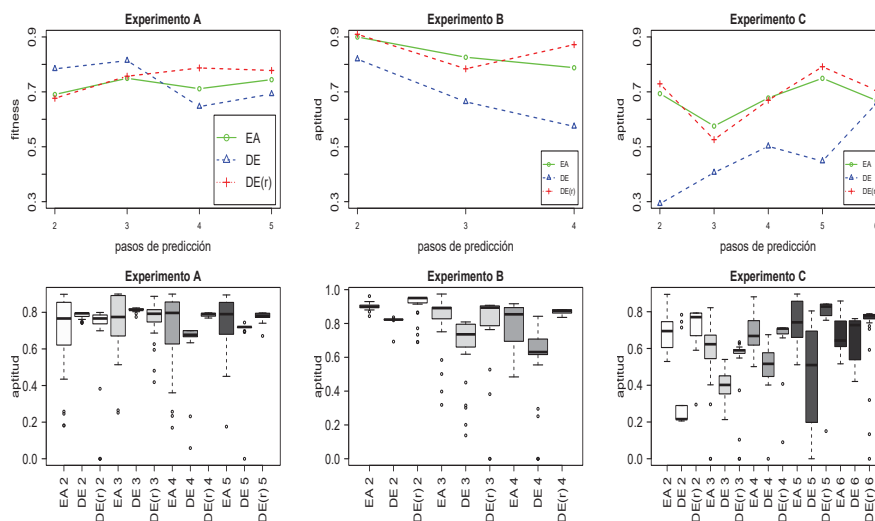 Experimento A
fitness
0.9
0.7
0.5
0.3
EA
DE
DE(r)
2
3
4
5
pasos de predicción
Experimento B
aptitud
0.9
0.7
0.5
0.3
EA
DE
DE(r)
2
3
4
pasos de predicción
Experimento C
aptitud
0.9
0.7
0.5
0.3
EA
DE
DE(r)
2
3
4
5
6
pasos de predicción
Experimento A
aptitud
0.8
0.6
0.4
0.2
0.0
EA 2
DE 2
DE(r) 2
EA 3
DE 3
DE(r) 3
EA 4
DE 4
DE(r) 4
EA 5
DE 5
DE(r) 5
Experimento B
aptitud
1.0
0.8
0.6
0.4
0.2
0.0
EA 2
DE 2
DE(r) 2
EA 3
DE 3
DE(r) 3
EA 4
DE 4
DE(r) 4
Experimento C
aptitud
0.8
0.6
0.4
0.2
0.0
EA 2
DE 2
DE(r) 2
EA 3
DE 3
DE(r) 3
EA 4
DE 4
DE(r) 4
EA 5
DE 5
DE(r) 5
EA 6
DE 6
DE(r) 6